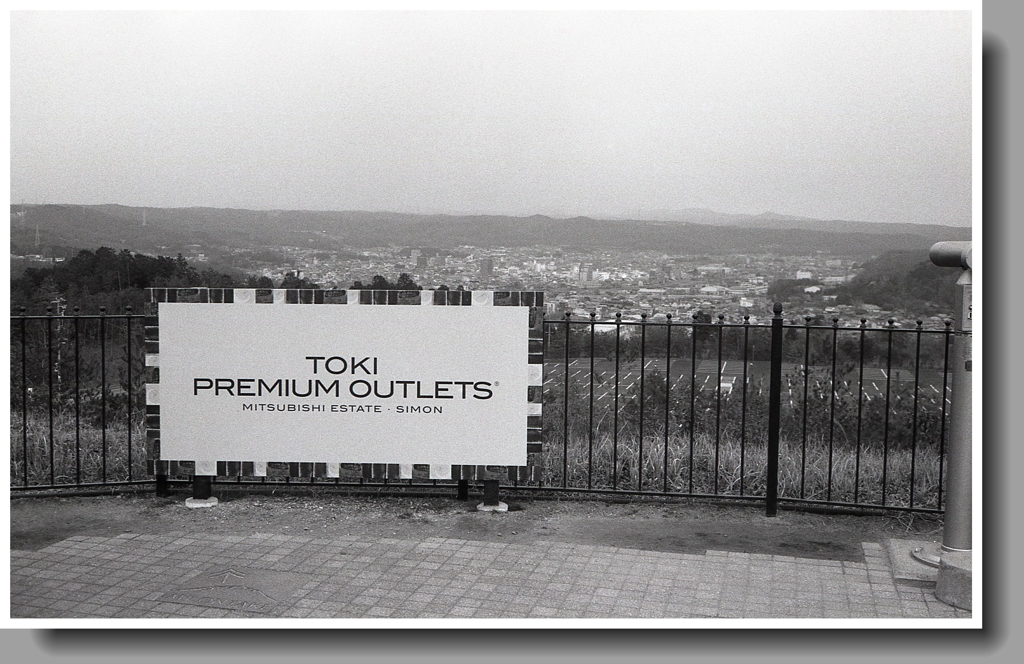 TOKI
PREMIUM OUTLETS®
MITSUBISHI ESTATE · SIMON